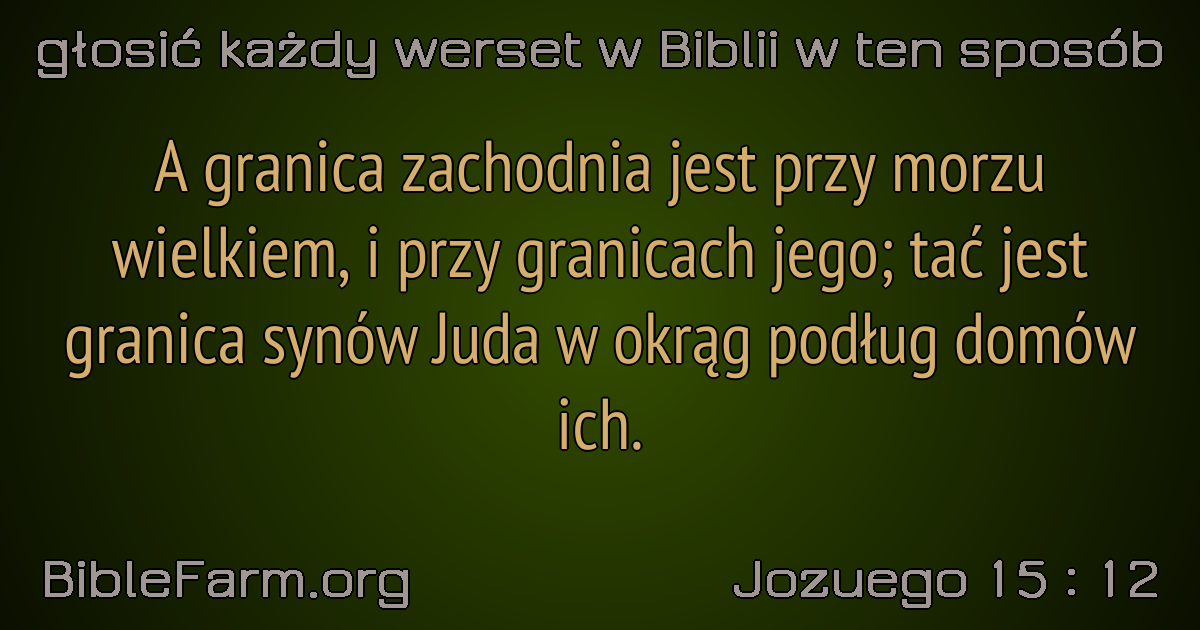 głosić każdy werset w Biblii w ten sposób
A granica zachodnia jest przy morzu
wielkiem, i przy granicach jego; tać jest
granica synów Juda w okrąg podług domów
ich.
BibleFarm.org
Jozuego 15 : 12